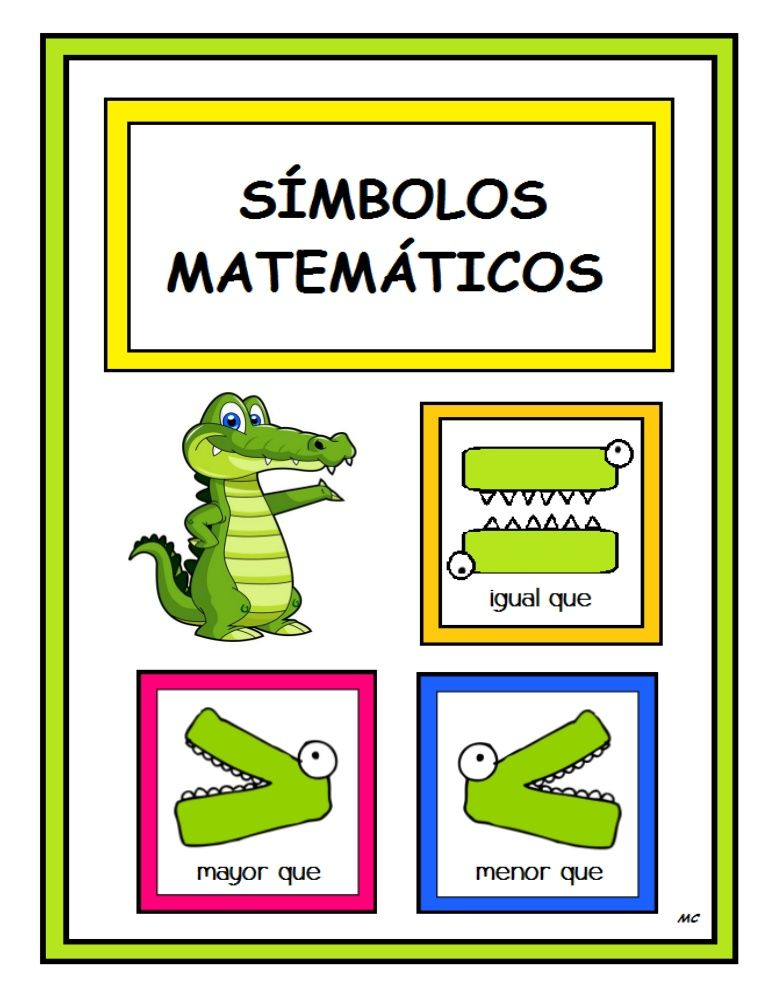 SÍMBOLOS
MATEMÁTICOS
igual que
mayor que
menor que
MC